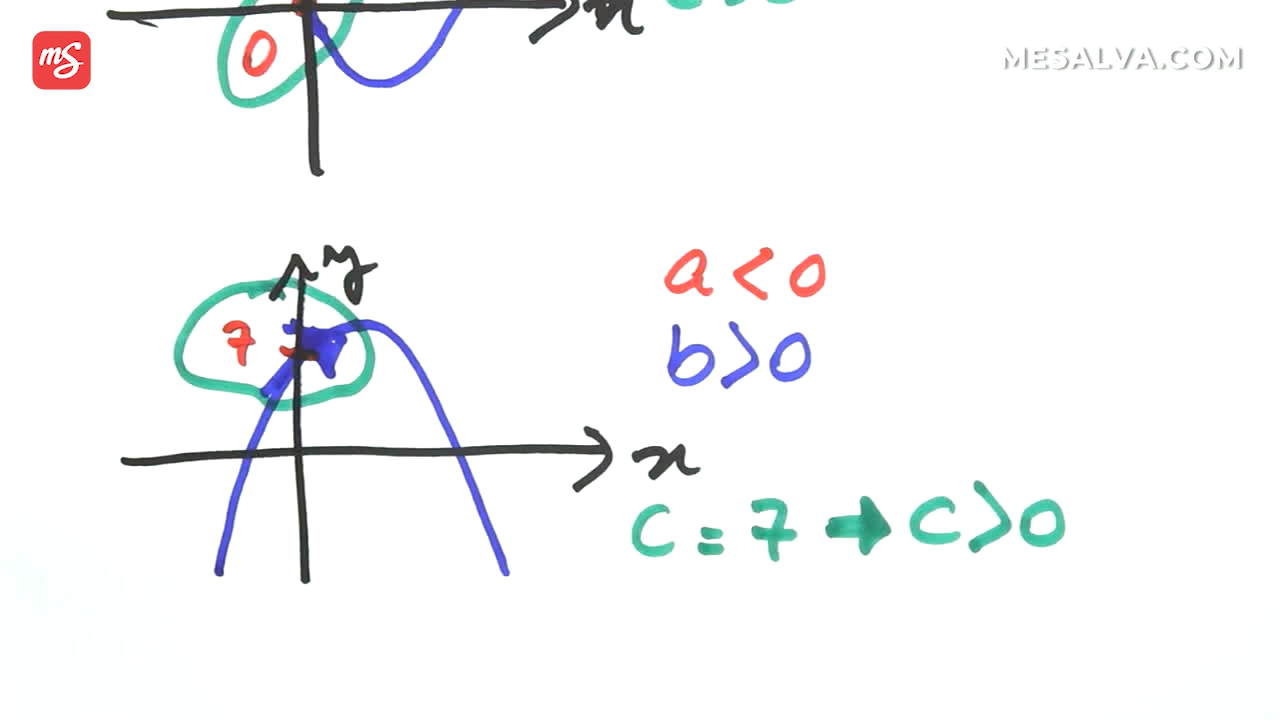 ms
MESALVA.COM
x
0
y
7
a < 0
b > 0
x
c = 7 → c > 0